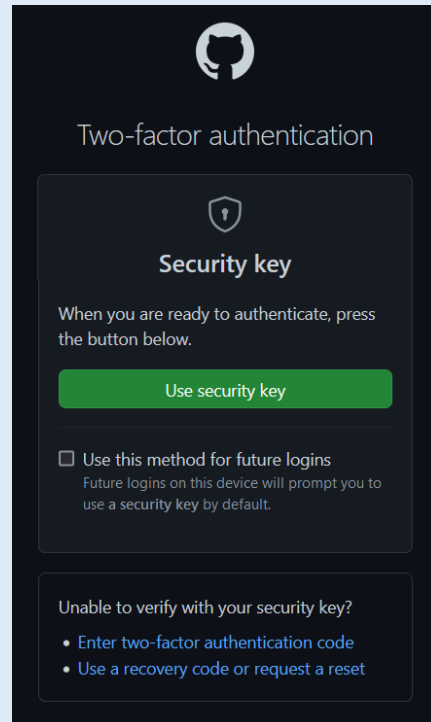 Two-factor authentication
Security key
When you are ready to authenticate, press
the button below.
Use security key
Use this method for future logins
Future logins on this device will prompt you to
use a security key by default.
Unable to verify with your security key?
• Enter two-factor authentication code
• Use a recovery code or request a reset